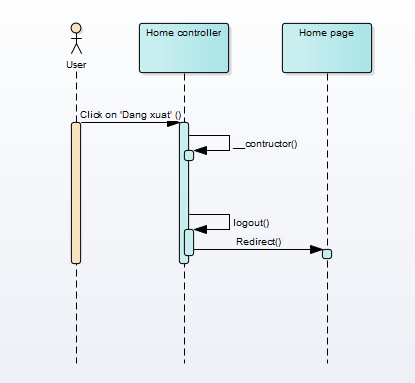 Home controller
Home page
User
Click on 'Dang xuat' ()
__contructor()
logout()
Redirect()